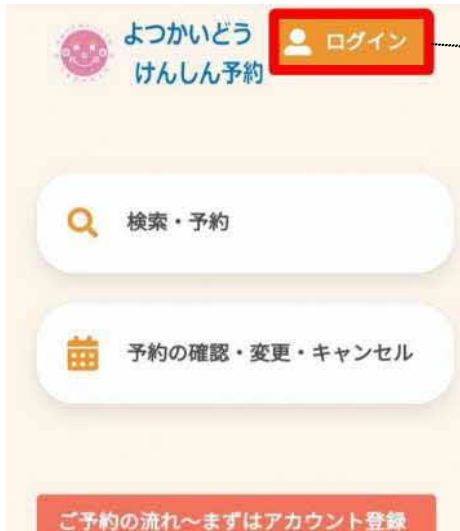 よつかいどう
けんしん予約
ログイン
検索・予約
予約の確認・変更・キャンセル
ご予約の流れ〜まずはアカウント登録